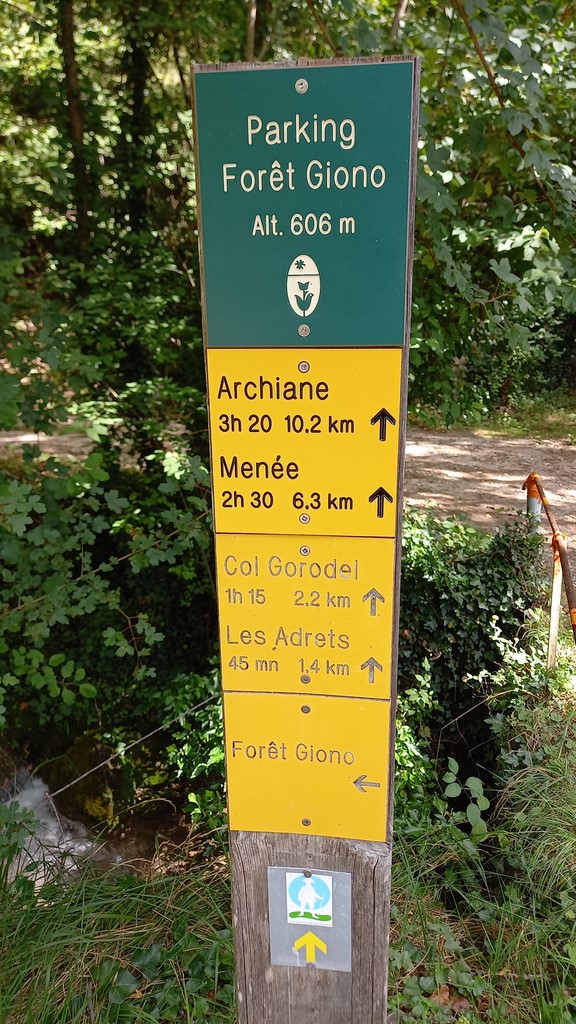 Parking
Forêt Giono
Alt. 606 m
Archiane
3h 20 10.2 km
Menée
2h 30 6.3 km
Col Gorodel
1h 15 2.2 km
Les Adrets
45 mn 1.4 km
Forêt Giono